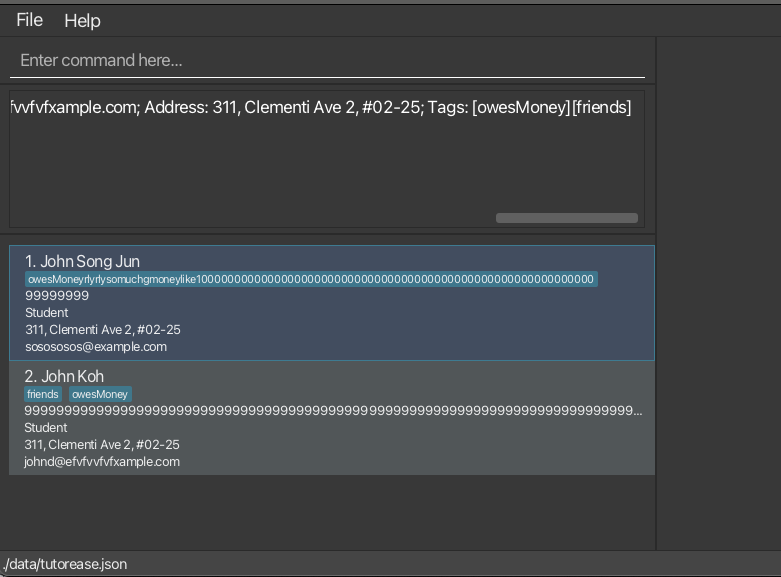 File Help
Enter command here...
fvvfvfxample.com; Address: 311, Clementi Ave 2, #02-25; Tags: [owesMoney][friends]
1. John Song Jun
owesMoneyrlyrlysomuchgmoneylike10000000000000000000000000000000000000000000000000000000000
99999999
Student
311, Clementi Ave 2, #02-25
sosososos@example.com
2. John Koh
friends owesMoney
99999999999999999999999999999999999999999999999999999999999999999999999999999999...
Student
311, Clementi Ave 2, #02-25
johnd@efvfvvfvfxample.com
./data/tutorease.json